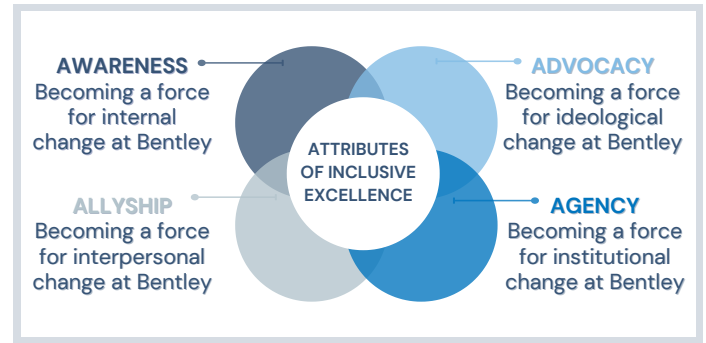 AWARENESS
Becoming a force
for internal
change at Bentley
ADVOCACY
Becoming a force
for ideological
change at Bentley
ATTRIBUTES
OF INCLUSIVE
EXCELLENCE
ALLYSHIP
Becoming a force
for interpersonal
change at Bentley
AGENCY
Becoming a force
for institutional
change at Bentley